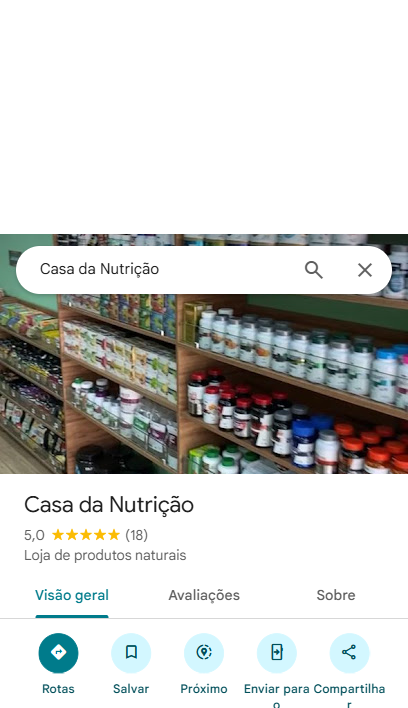 Casa da Nutrição
Casa da Nutrição
5,0 (18)
Loja de produtos naturais
Visão geral Avaliações Sobre
Rotas Salvar Próximo Enviar para o Compartilhar